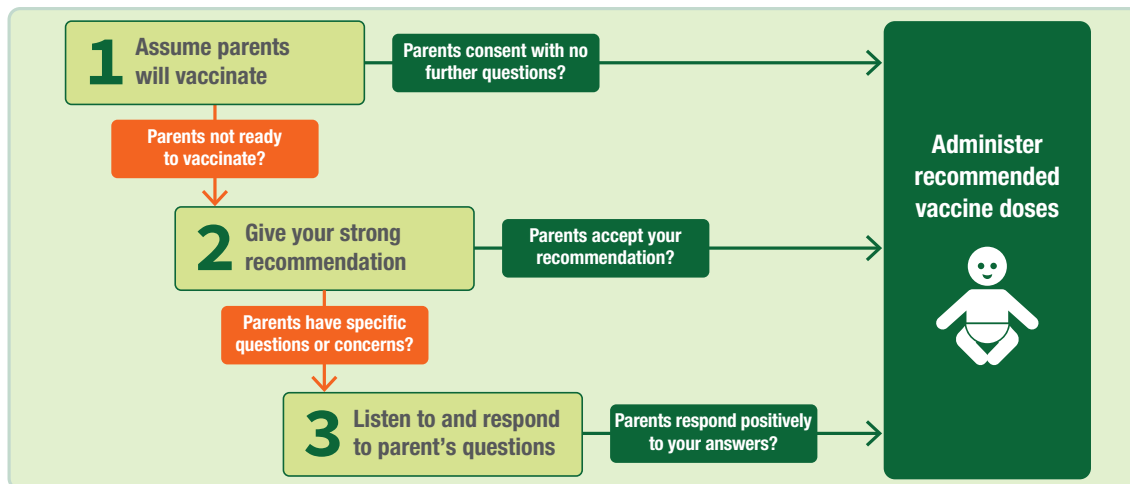 1 Assume parents
will vaccinate
Parents consent with no
further questions?
Parents not ready
to vaccinate?
2 Give your strong
recommendation
Parents accept your
recommendation?
Parents have specific
questions or concerns?
3 Listen to and respond
to parent’s questions
Parents respond positively
to your answers?
Administer
recommended
vaccine doses